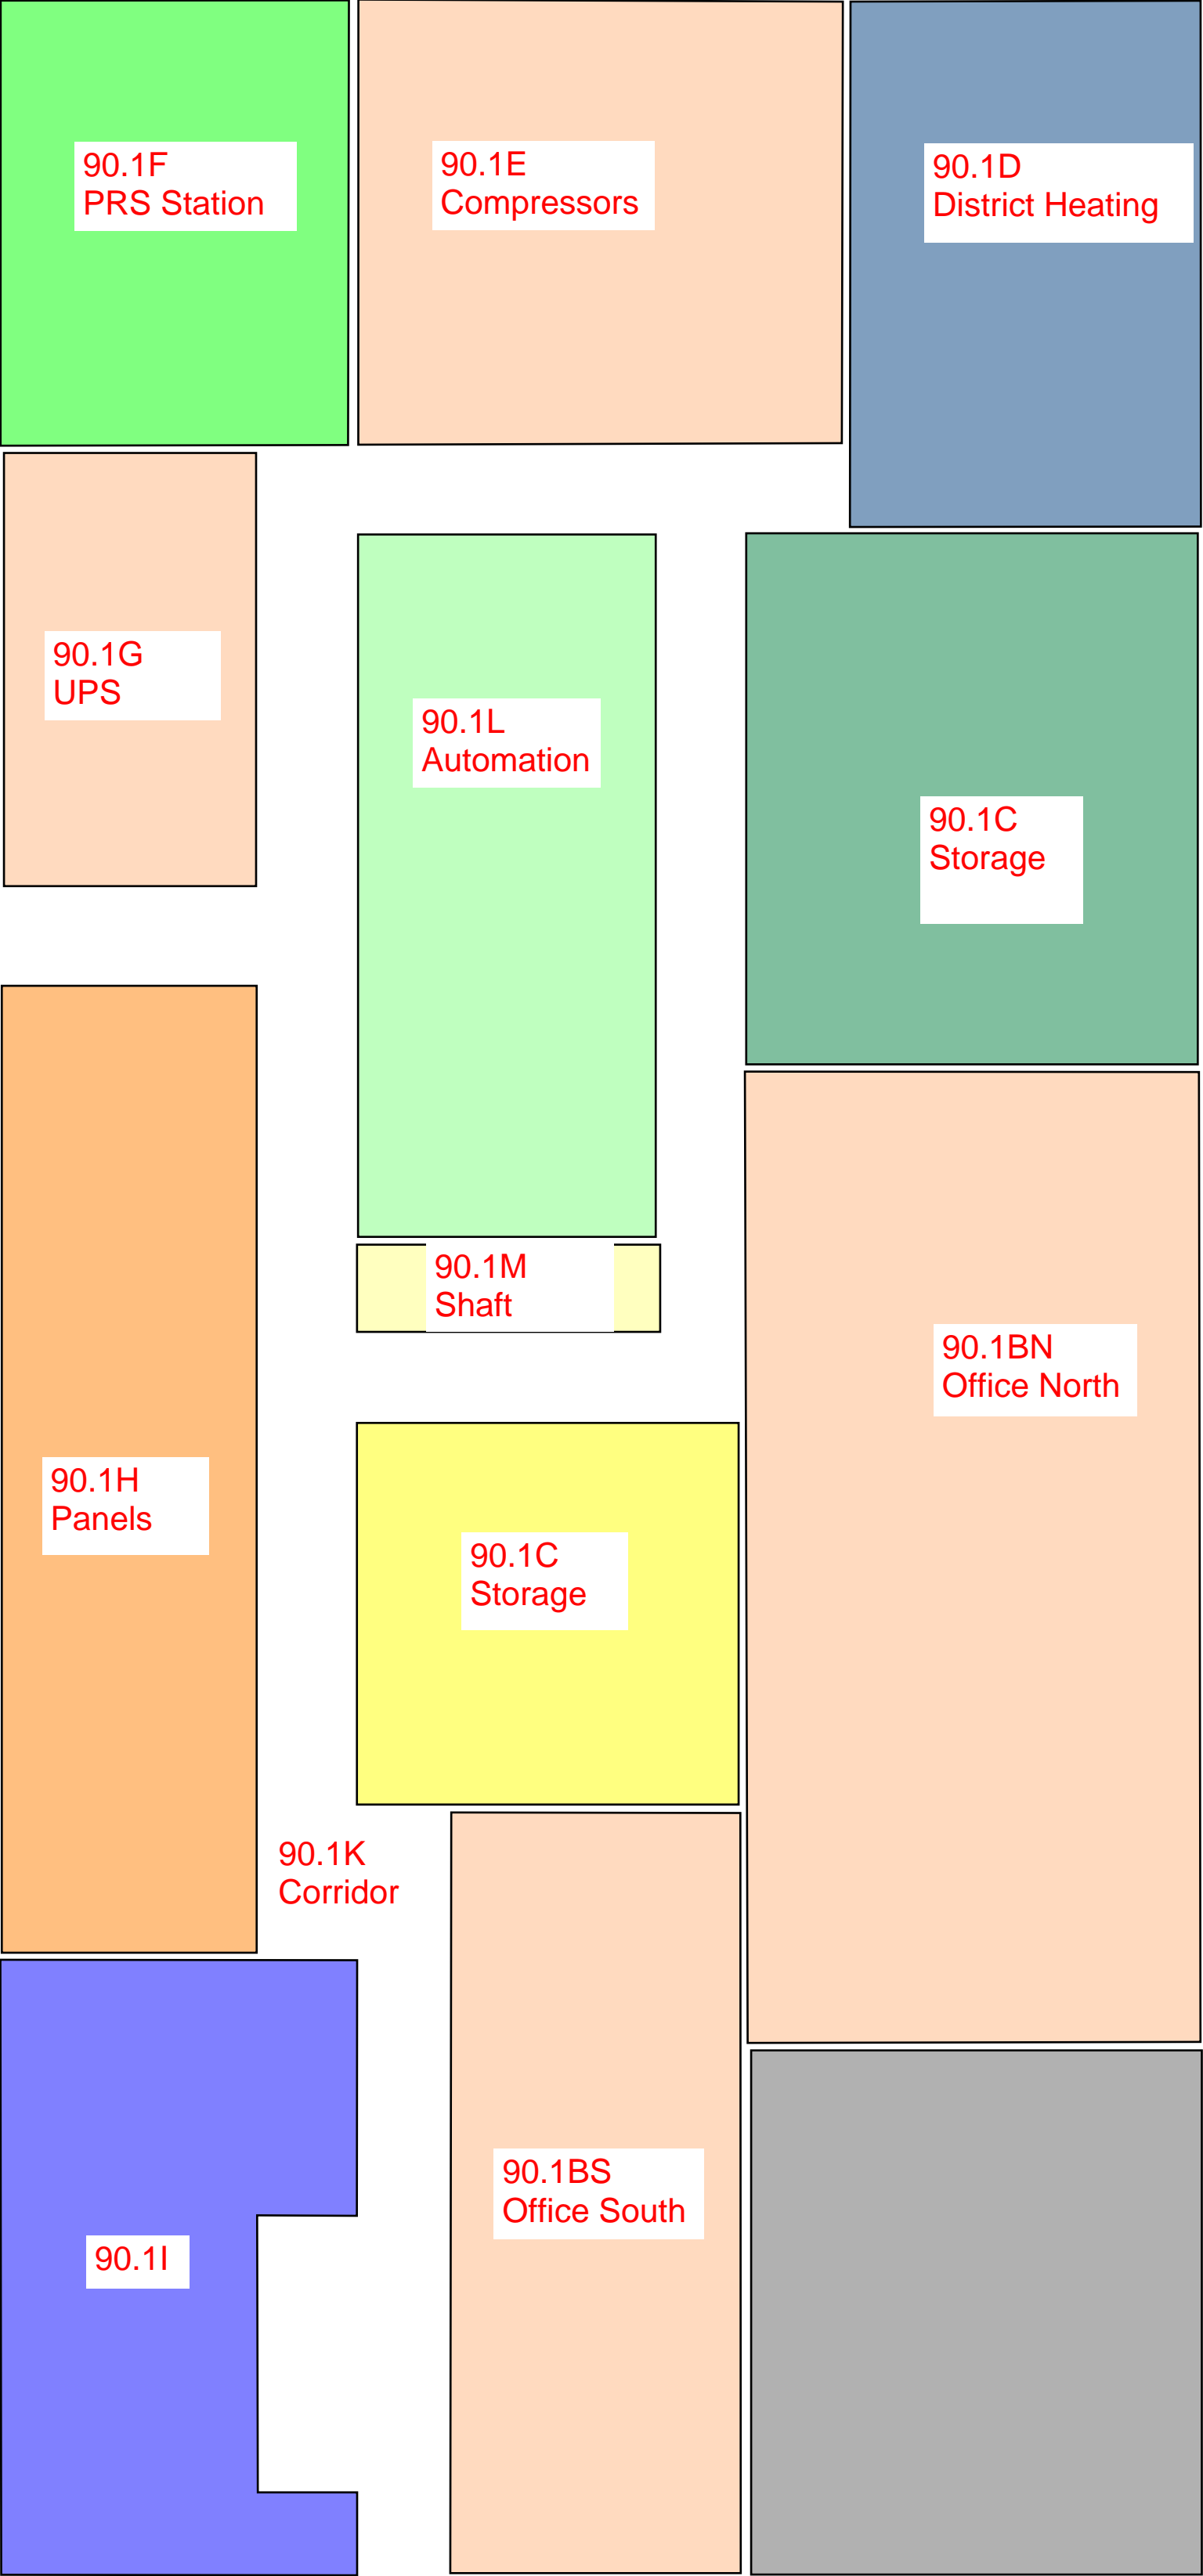 90.1F
PRS Station
90.1E
Compressors
90.1D
District Heating
90.1G
UPS
90.1L
Automation
90.1C
Storage
90.1M
Shaft
90.1BN
Office North
90.1H
Panels
90.1C
Storage
90.1K
Corridor
90.1BS
Office South
90.1I